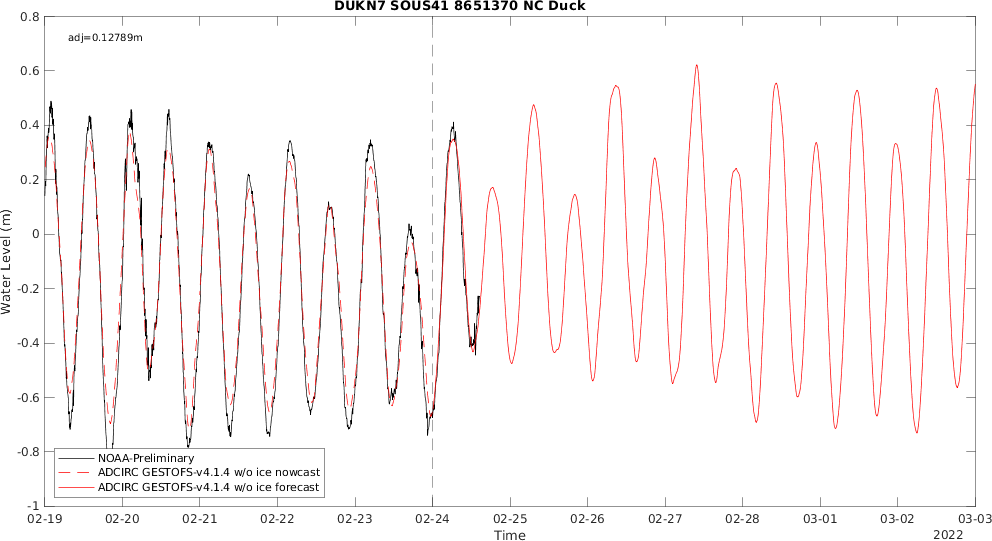 DUKN7 SOUS41 8651370 NC Duck
adj=0.12789m
0.8
0.6
0.4
0.2
0
-0.2
-0.4
-0.6
-0.8
-1
Water Level (m)
NOAA-Preliminary
ADCIRC GESTOFS-v4.1.4 w/o ice nowcast
ADCIRC GESTOFS-v4.1.4 w/o ice forecast
02-19 02-20 02-21 02-22 02-23 02-24 02-25 02-26 02-27 02-28 03-01 03-02 03-03
Time
2022